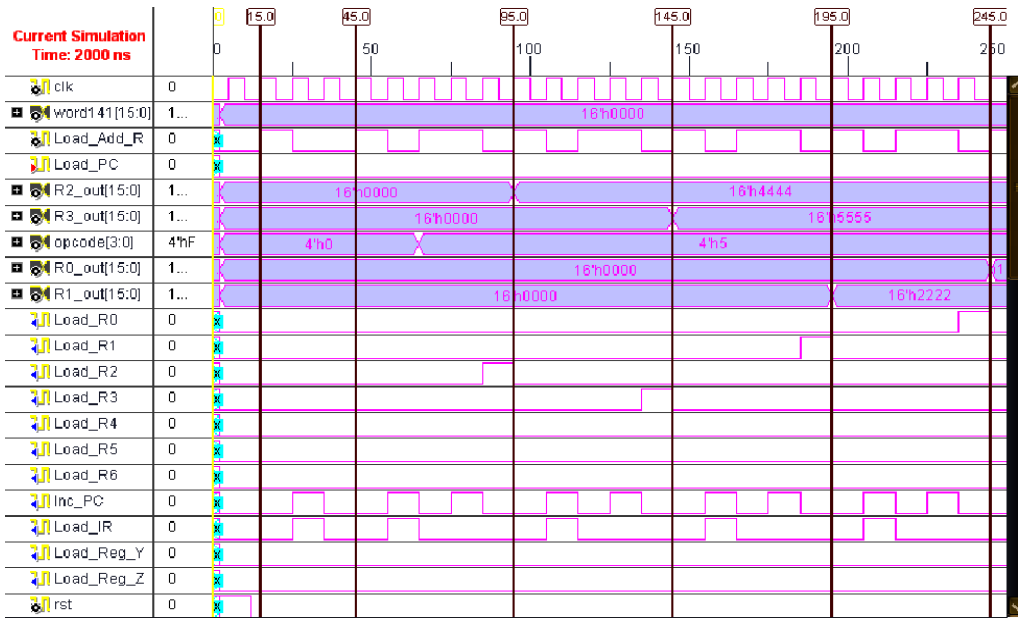 0 15.0 45.0 95.0 145.0 195.0 245.0
Current Simulation
Time: 2000 ns
0 50 100 150 200 250
clk 0
word141[15:0] 1... 16'h0000
Load_Add_R 0 x
Load_PC 0 x
R2_out[15:0] 1... 16'h0000 16'h4444
R3_out[15:0] 1... 16'h0000 16'h5555
opcode[3:0] 4'hF 4'h0 4'h5
R0_out[15:0] 1... 16'h0000 1
R1_out[15:0] 1... 16'h0000 16'h2222
Load_R0 0 x
Load_R1 0 x
Load_R2 0 x
Load_R3 0 x
Load_R4 0 x
Load_R5 0 x
Load_R6 0 x
Inc_PC 0 x
Load_IR 0 x
Load_Reg_Y 0 x
Load_Reg_Z 0 x
rst 0 x